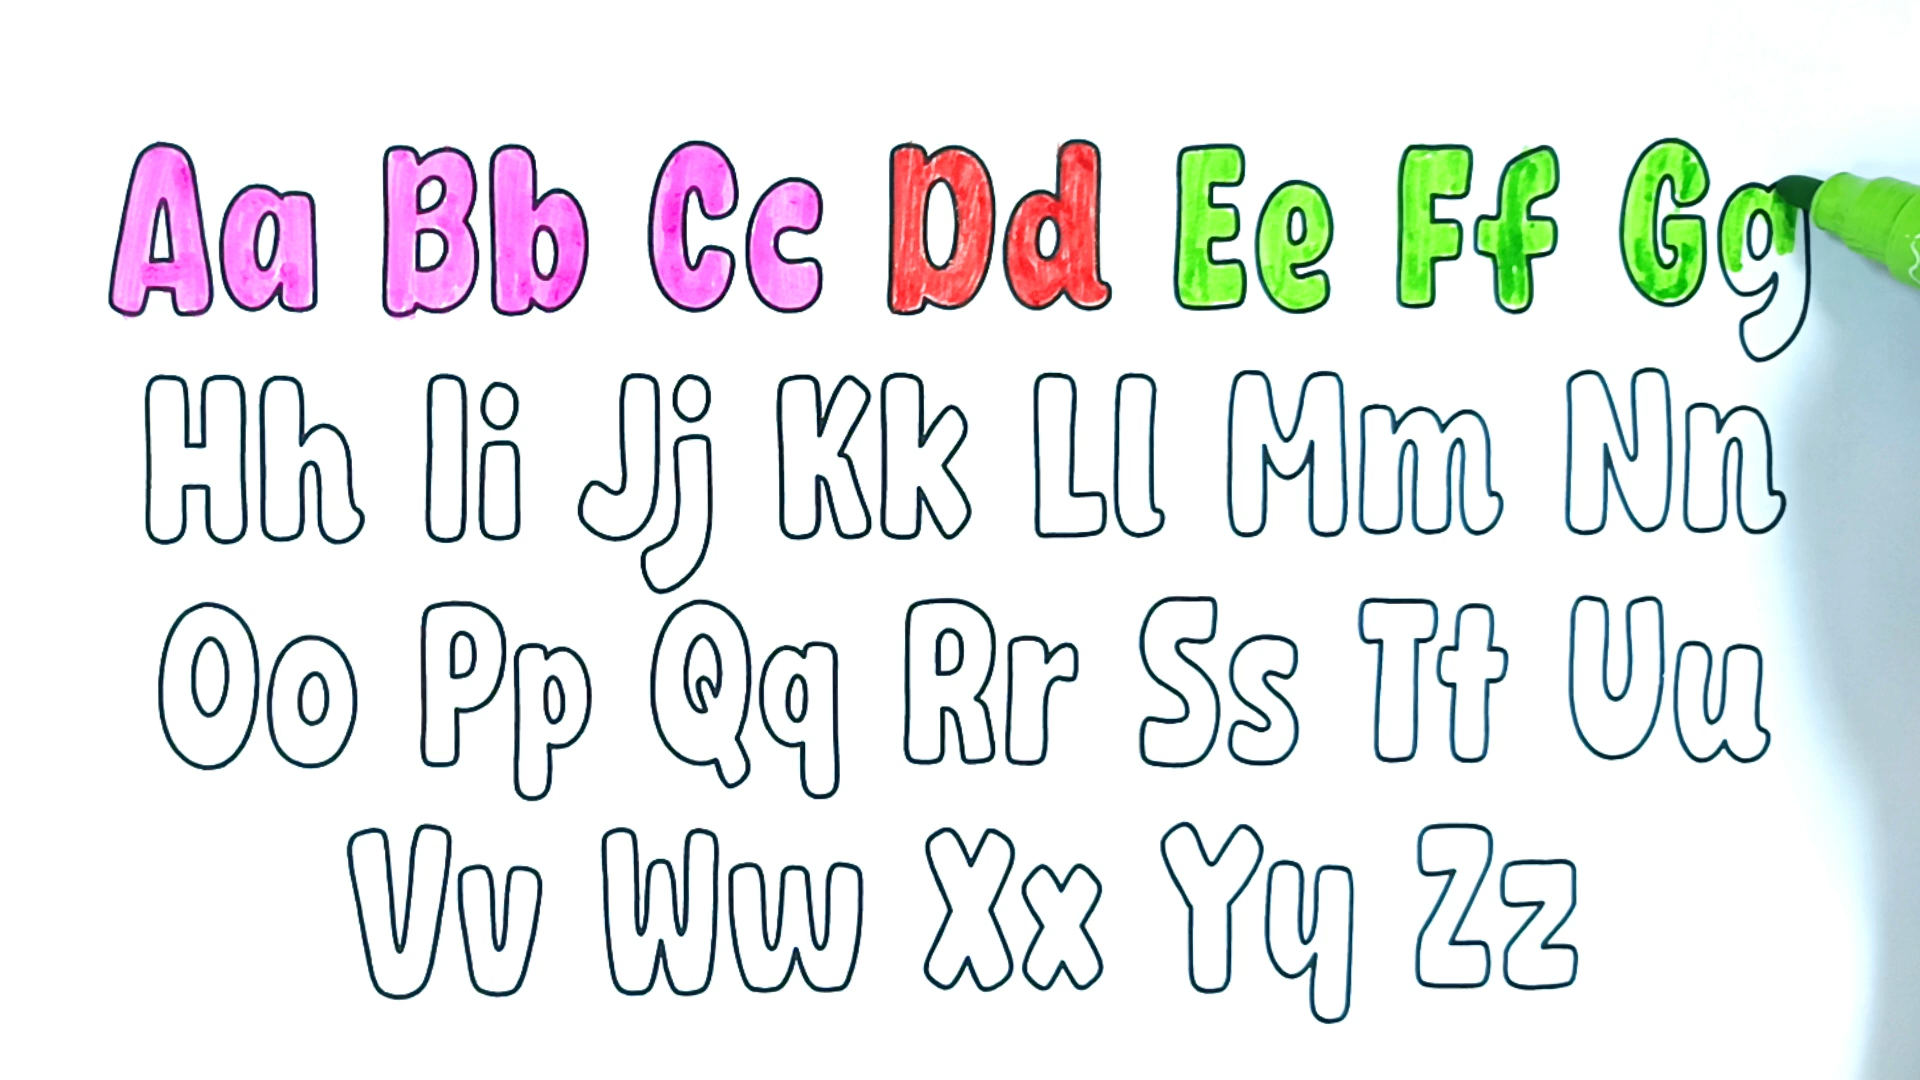 Aa Bb Cc Dd Ee Ff Gg
Hh Ii Jj Kk Ll Mm Nn
Oo Pp Qq Rr Ss Tt Uu
Vv Ww Xx Yy Zz